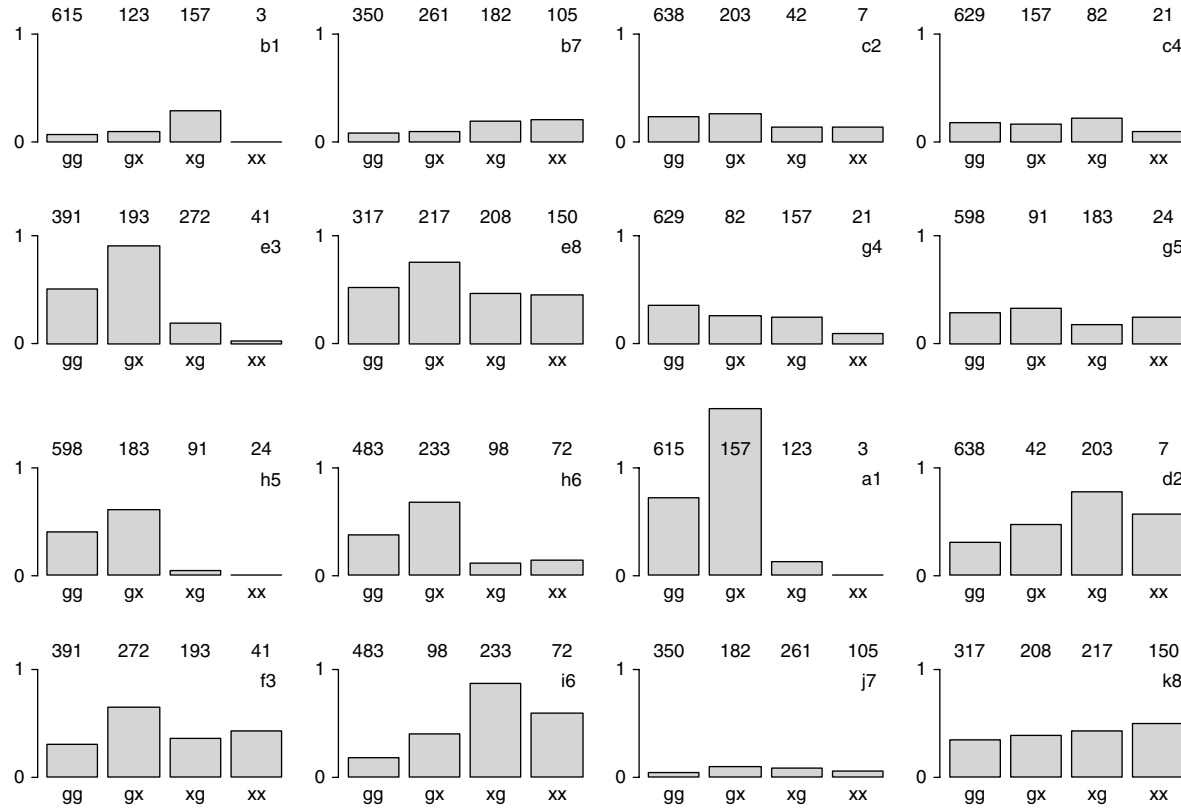 615 123 157 3 350 261 182 105 638 203 42 7 629 157 82 21
1 b1 1 b7 1 c2 1 c4
0 0 0 0
gg gx xg xx gg gx xg xx gg gx xg xx gg gx xg xx
391 193 272 41 317 217 208 150 629 82 157 21 598 91 183 24
1 e3 1 e8 1 g4 1 g5
0 0 0 0
gg gx xg xx gg gx xg xx gg gx xg xx gg gx xg xx
598 183 91 24 483 233 98 72 615 157 123 3 638 42 203 7
1 h5 1 h6 1 a1 1 d2
0 0 0 0
gg gx xg xx gg gx xg xx gg gx xg xx gg gx xg xx
391 272 193 41 483 98 233 72 350 182 261 105 317 208 217 150
1 f3 1 i6 1 j7 1 k8
0 0 0 0
gg gx xg xx gg gx xg xx gg gx xg xx gg gx xg xx